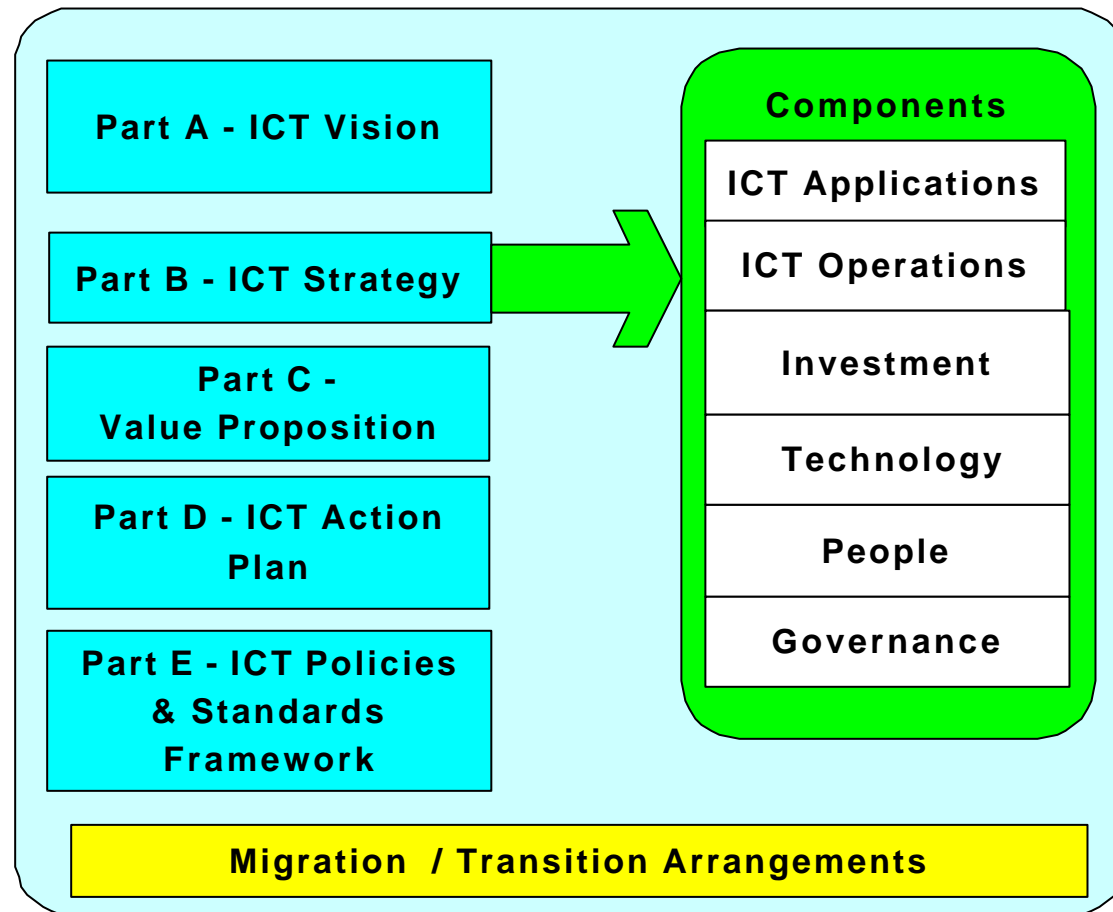 Part A - ICT Vision
Part B - ICT Strategy
Part C -
Value Proposition
Part D - ICT Action
Plan
Part E - ICT Policies
& Standards
Framework
Components
ICT Applications
ICT Operations
Investment
Technology
People
Governance
Migration / Transition Arrangements